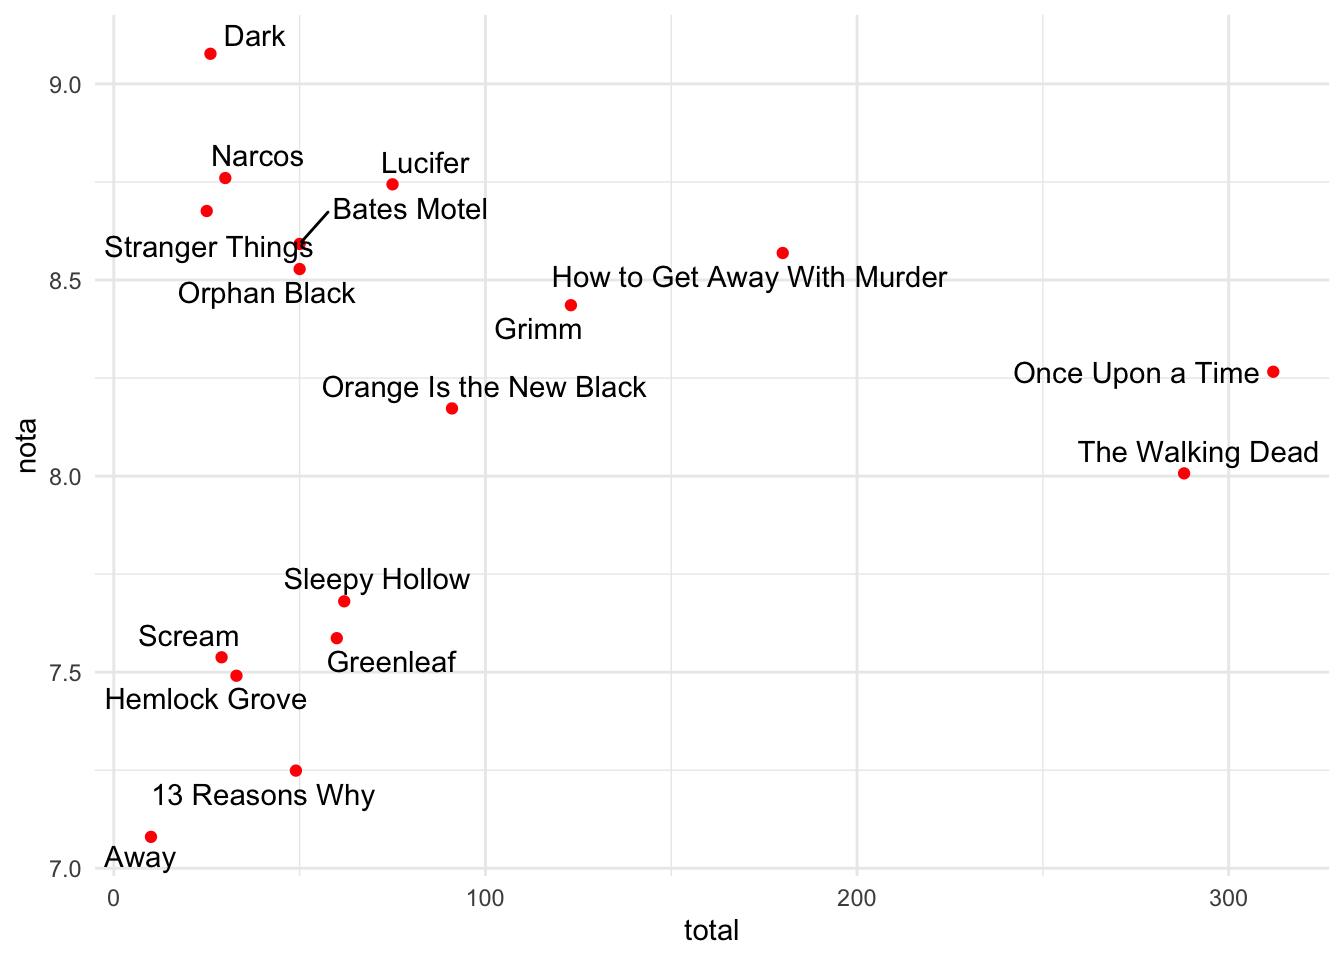 Dark
9.0
Narcos
Lucifer
Bates Motel
Stranger Things
How to Get Away With Murder
8.5
Orphan Black
Grimm
Once Upon a Time
Orange Is the New Black
The Walking Dead
nota
8.0
Sleepy Hollow
Scream
Greenleaf
7.5
Hemlock Grove
13 Reasons Why
Away
7.0
0 100 200 300
total